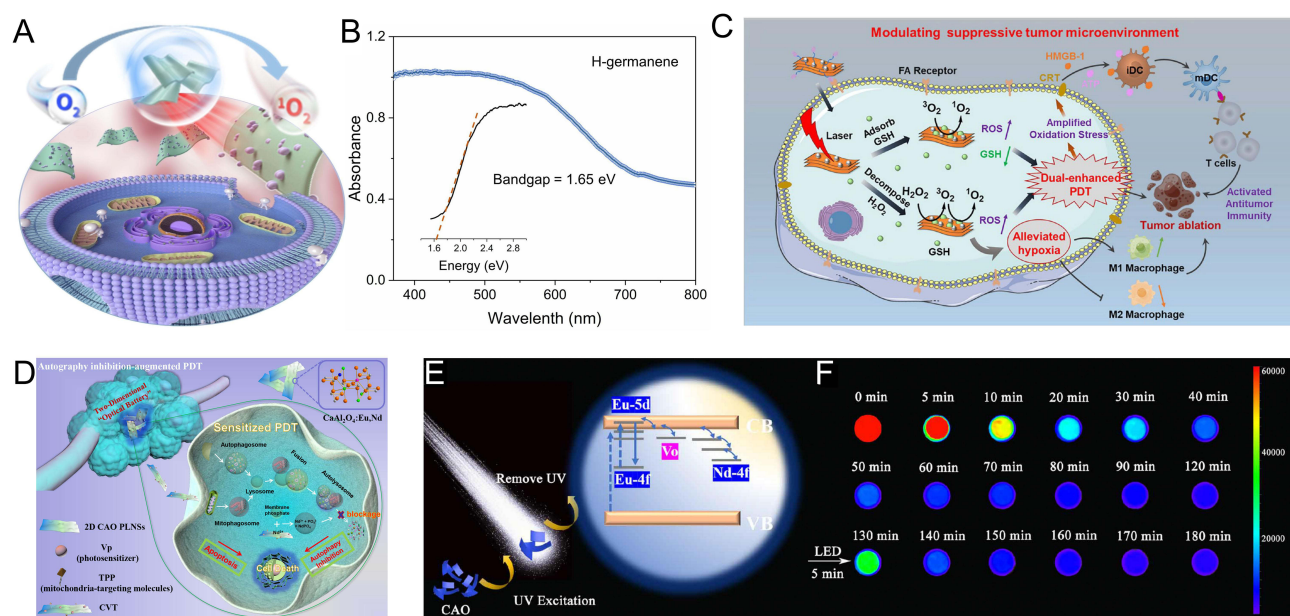 A
O₂
¹O₂
B
1.2
0.8
0.4
0.0
Absorbance
H-germanene
Bandgap = 1.65 eV
1.6 2.0 2.4 2.8
Energy (eV)
400 500 600 700 800
Wavelenth (nm)
C
Modulating suppressive tumor microenvironment
HMGB-1
CRT
iDC
mDC
FA Receptor
Laser
Adsorb
GSH
³O₂ ¹O₂
ROS
GSH
Amplified
Oxidation Stress
T cells
Dual-enhanced
PDT
Decompose
H₂O₂
H₂O₂ ³O₂ ¹O₂
ROS
GSH
Activated
Antitumor
Immunity
Tumor ablation
Alleviated
hypoxia
M1 Macrophage
M2 Macrophage
D
Autography inhibition-augmented PDT
Two-Dimensional
"Optical Battery"
CaAl₂O₄:Eu,Nd
Sensitized PDT
Autophagosome
Fusion
Lysosome
Autolysosome
Mitophagosome
Membrane
phosphate
blockage
Apoptosis
Autophagy
Inhibition
Cell Death
2D CAO PLNSs
Vp
(photosensitizer)
TPP
(mitochondria-targeting molecules)
CVT
E
Remove UV
UV Excitation
CAO
Eu-5d
CB
Vo
Eu-4f
Nd-4f
VB
F
0 min 5 min 10 min 20 min 30 min 40 min
50 min 60 min 70 min 80 min 90 min 120 min
130 min 140 min 150 min 160 min 170 min 180 min
LED
5 min
60000
40000
20000